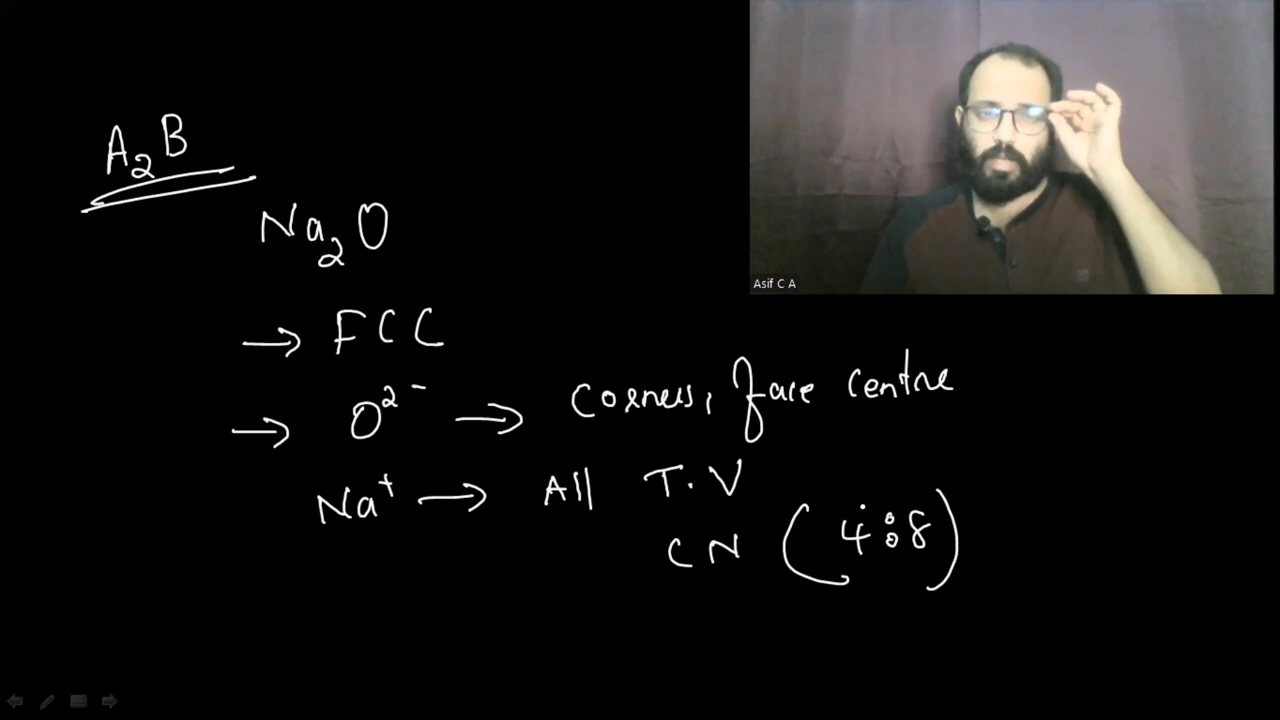 A₂B
Na₂O
→ FCC
→ O²⁻ → Corners, face centre
Na⁺ → All T.V
CN (4:8)
Asif C A